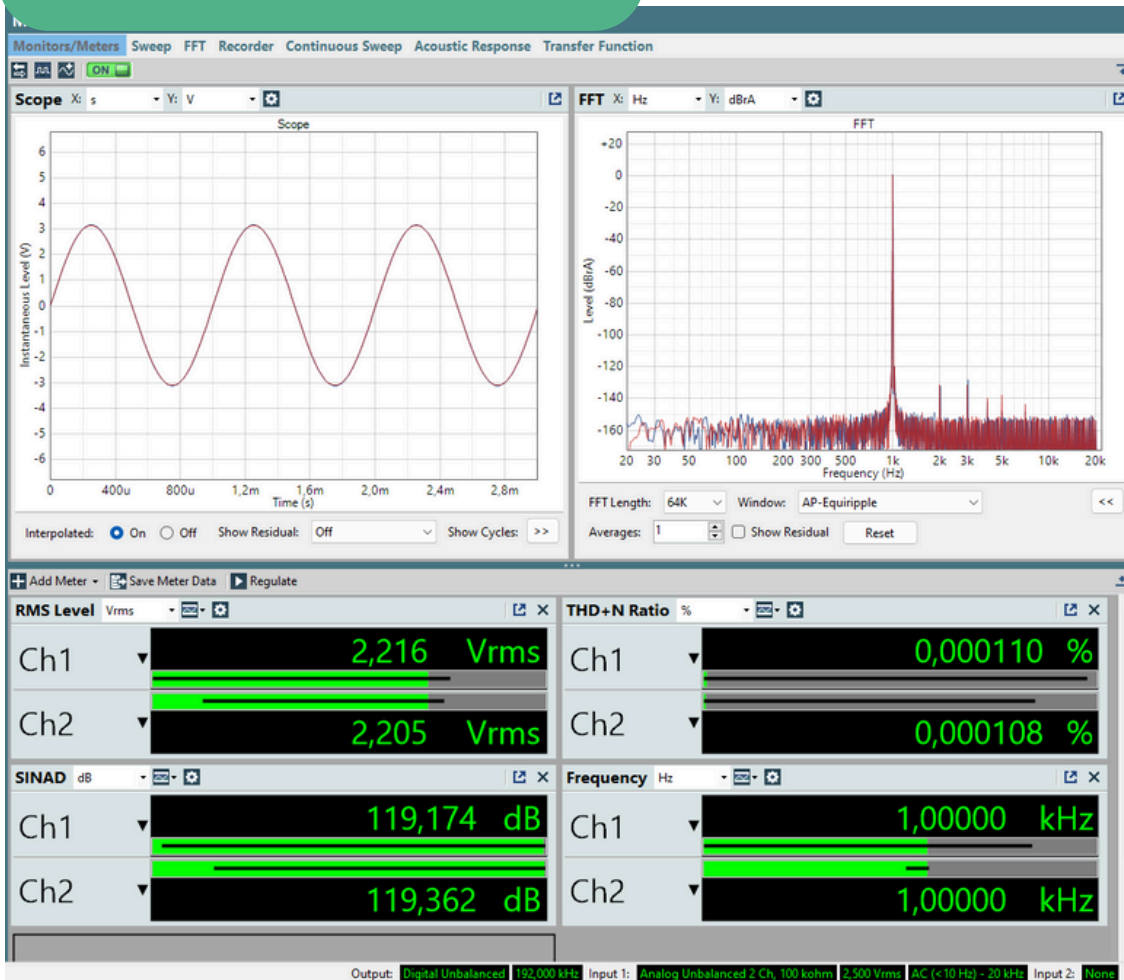 Monitors/Meters Sweep FFT Recorder Continuous Sweep Acoustic Response Transfer Function
ON
Scope X: s Y: V
Scope
6
5
4
3
2
1
0
-1
-2
-3
-4
-5
-6
Instantaneous Level (V)
0 400u 800u 1,2m 1,6m 2,0m 2,4m 2,8m
Time (s)
Interpolated: On Off Show Residual: Off Show Cycles: >>
FFT X: Hz Y: dBrA
FFT
+20
0
-20
-40
-60
-80
-100
-120
-140
-160
Level (dBrA)
20 30 50 100 200 300 500 1k 2k 3k 5k 10k 20k
Frequency (Hz)
FFT Length: 64K Window: AP-Equiripple <<
Averages: 1 Show Residual Reset
Add Meter Save Meter Data Regulate
RMS Level Vrms
Ch1 2,216 Vrms
Ch2 2,205 Vrms
THD+N Ratio %
Ch1 0,000110 %
Ch2 0,000108 %
SINAD dB
Ch1 119,174 dB
Ch2 119,362 dB
Frequency Hz
Ch1 1,00000 kHz
Ch2 1,00000 kHz
Output: Digital Unbalanced 192,000 kHz Input 1: Analog Unbalanced 2 Ch, 100 kohm 2,500 Vrms AC (<10 Hz) - 20 kHz Input 2: None